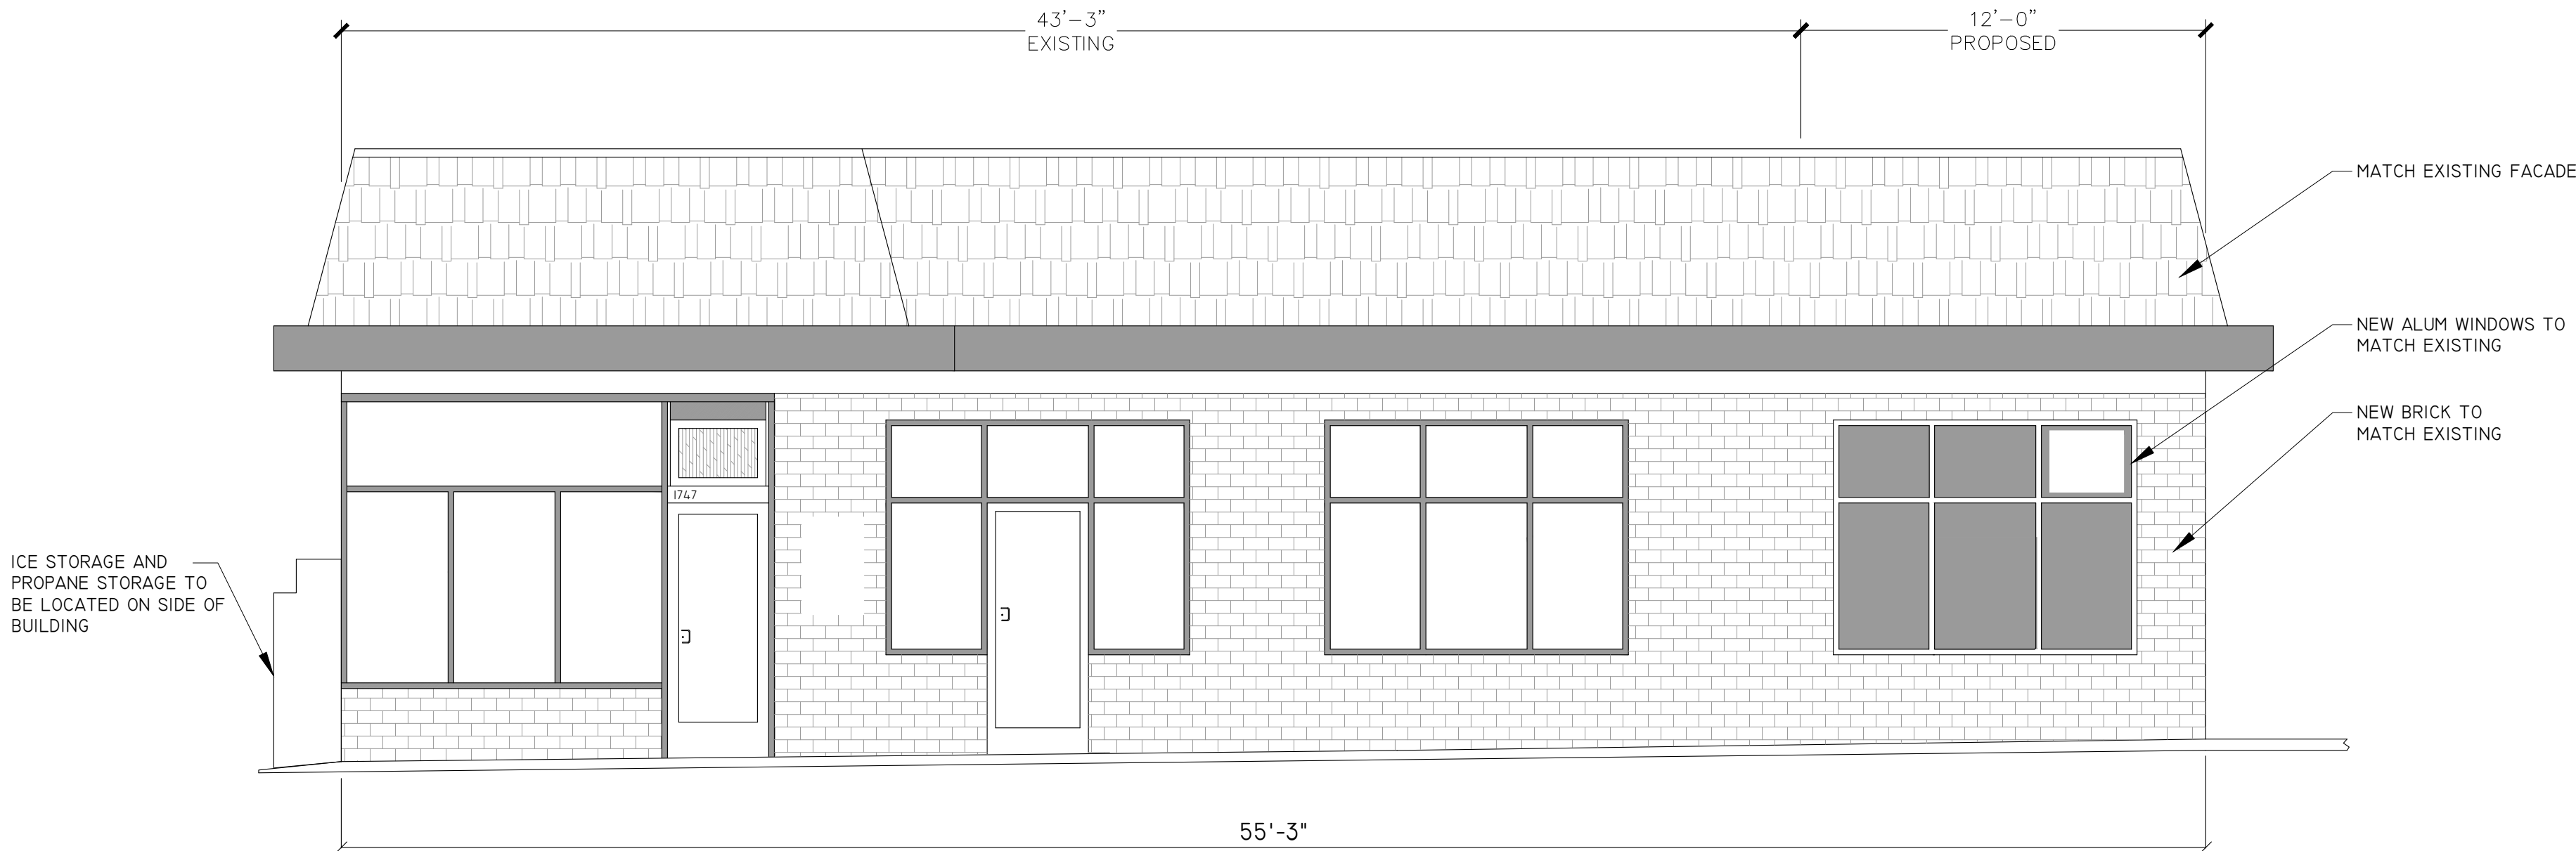 43'-3"
EXISTING
12'-0"
PROPOSED
MATCH EXISTING FACADE
NEW ALUM WINDOWS TO
MATCH EXISTING
NEW BRICK TO
MATCH EXISTING
1747
ICE STORAGE AND
PROPANE STORAGE TO
BE LOCATED ON SIDE OF
BUILDING
55'-3"